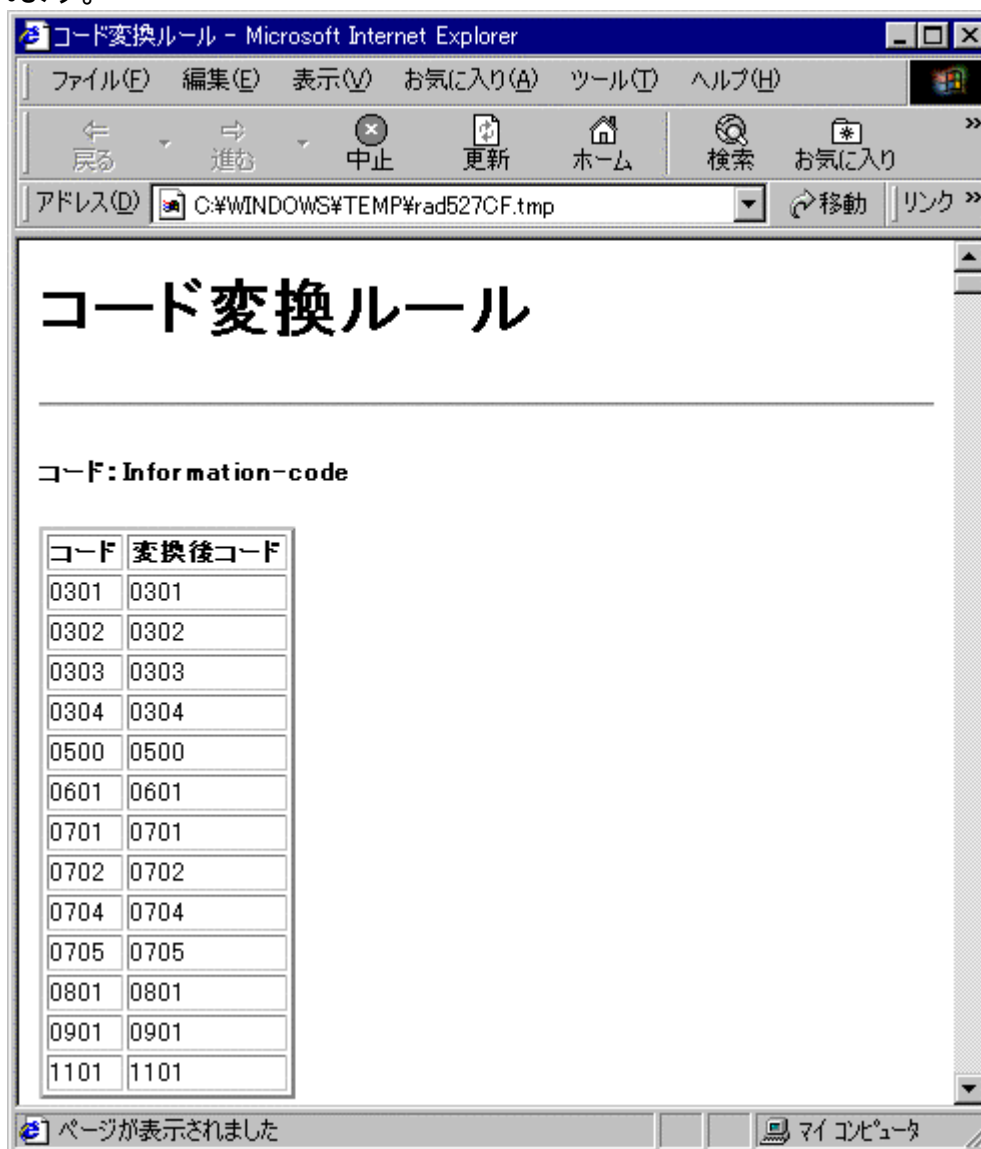 コード変換ルール - Microsoft Internet Explorer
ファイル(F) 編集(E) 表示(V) お気に入り(A) ツール(T) ヘルプ(H)
戻る 進む 中止 更新 ホーム 検索 お気に入り »
アドレス(D) C:¥WINDOWS¥TEMP¥rad527CF.tmp 移動 リンク »
コード変換ルール
コード：Information-code
コード 変換後コード
0301 0301
0302 0302
0303 0303
0304 0304
0500 0500
0601 0601
0701 0701
0702 0702
0704 0704
0705 0705
0801 0801
0901 0901
1101 1101
ページが表示されました マイ コンピュータ